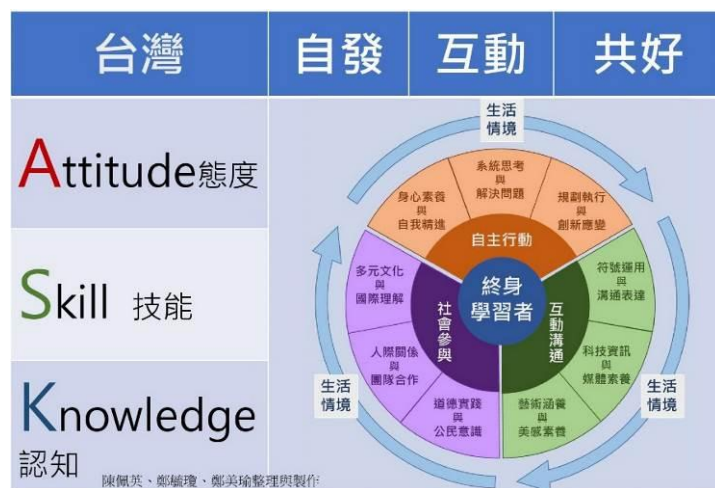 台灣
自發
互動
共好
Attitude態度
Skill 技能
Knowledge
認知
陳佩英、鄭毓瓊、鄭美瑜整理與製作
生活
情境
系統思考
與
解決問題
身心素養
與
自我精進
規劃執行
與
創新應變
自主行動
符號運用
與
溝通表達
科技資訊
與
媒體素養
藝術涵養
與
美感素養
互動溝通
多元文化
與
國際理解
人際關係
與
團隊合作
道德實踐
與
公民意識
社會參與
終身
學習者
生活
情境
生活
情境